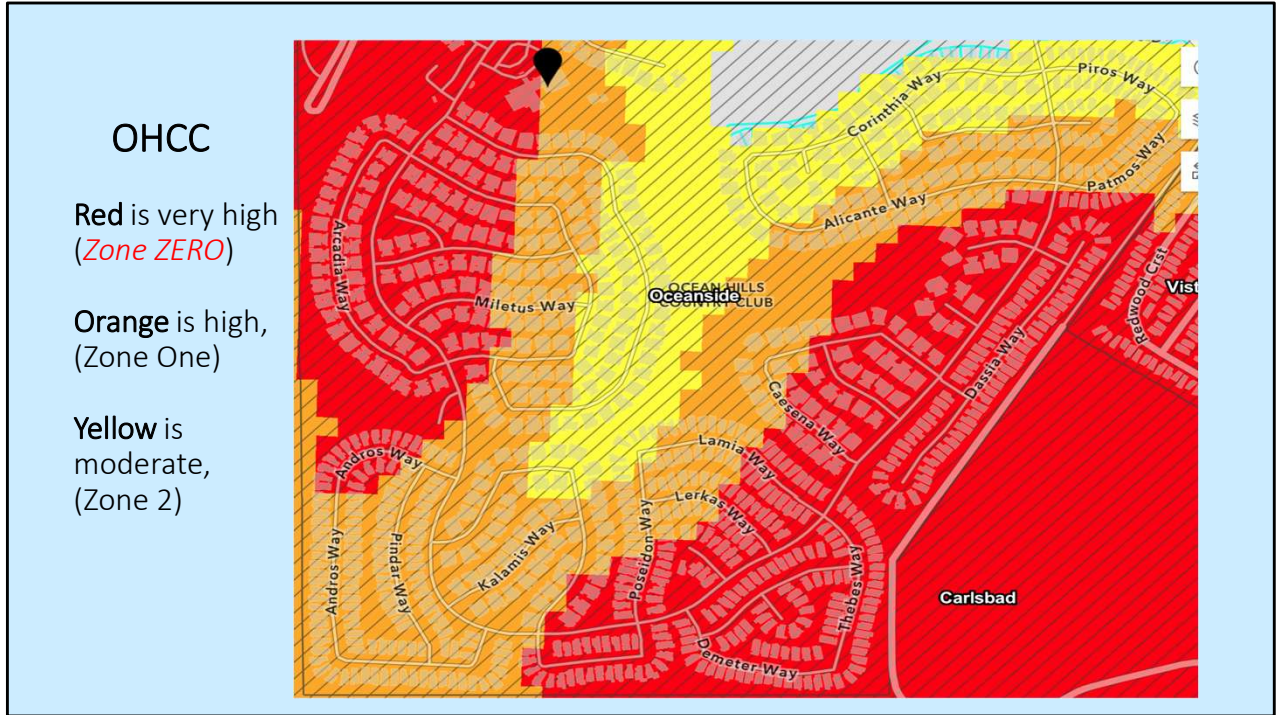 OHCC
Red is very high
(Zone ZERO)
Orange is high,
(Zone One)
Yellow is
moderate,
(Zone 2)
Corinthia Way
Piros Way
Patmos Way
Alicante Way
Arcadia Way
Miletus Way
OCEAN HILLS
COUNTRY CLUB
Oceanside
Vist
Redwood Crst
Dassia Way
Caesena Way
Lamia Way
Andros Way
Lerkas Way
Andros Way
Pindar Way
Kalamis Way
Poseidon Way
Thebes Way
Carlsbad
Demeter Way